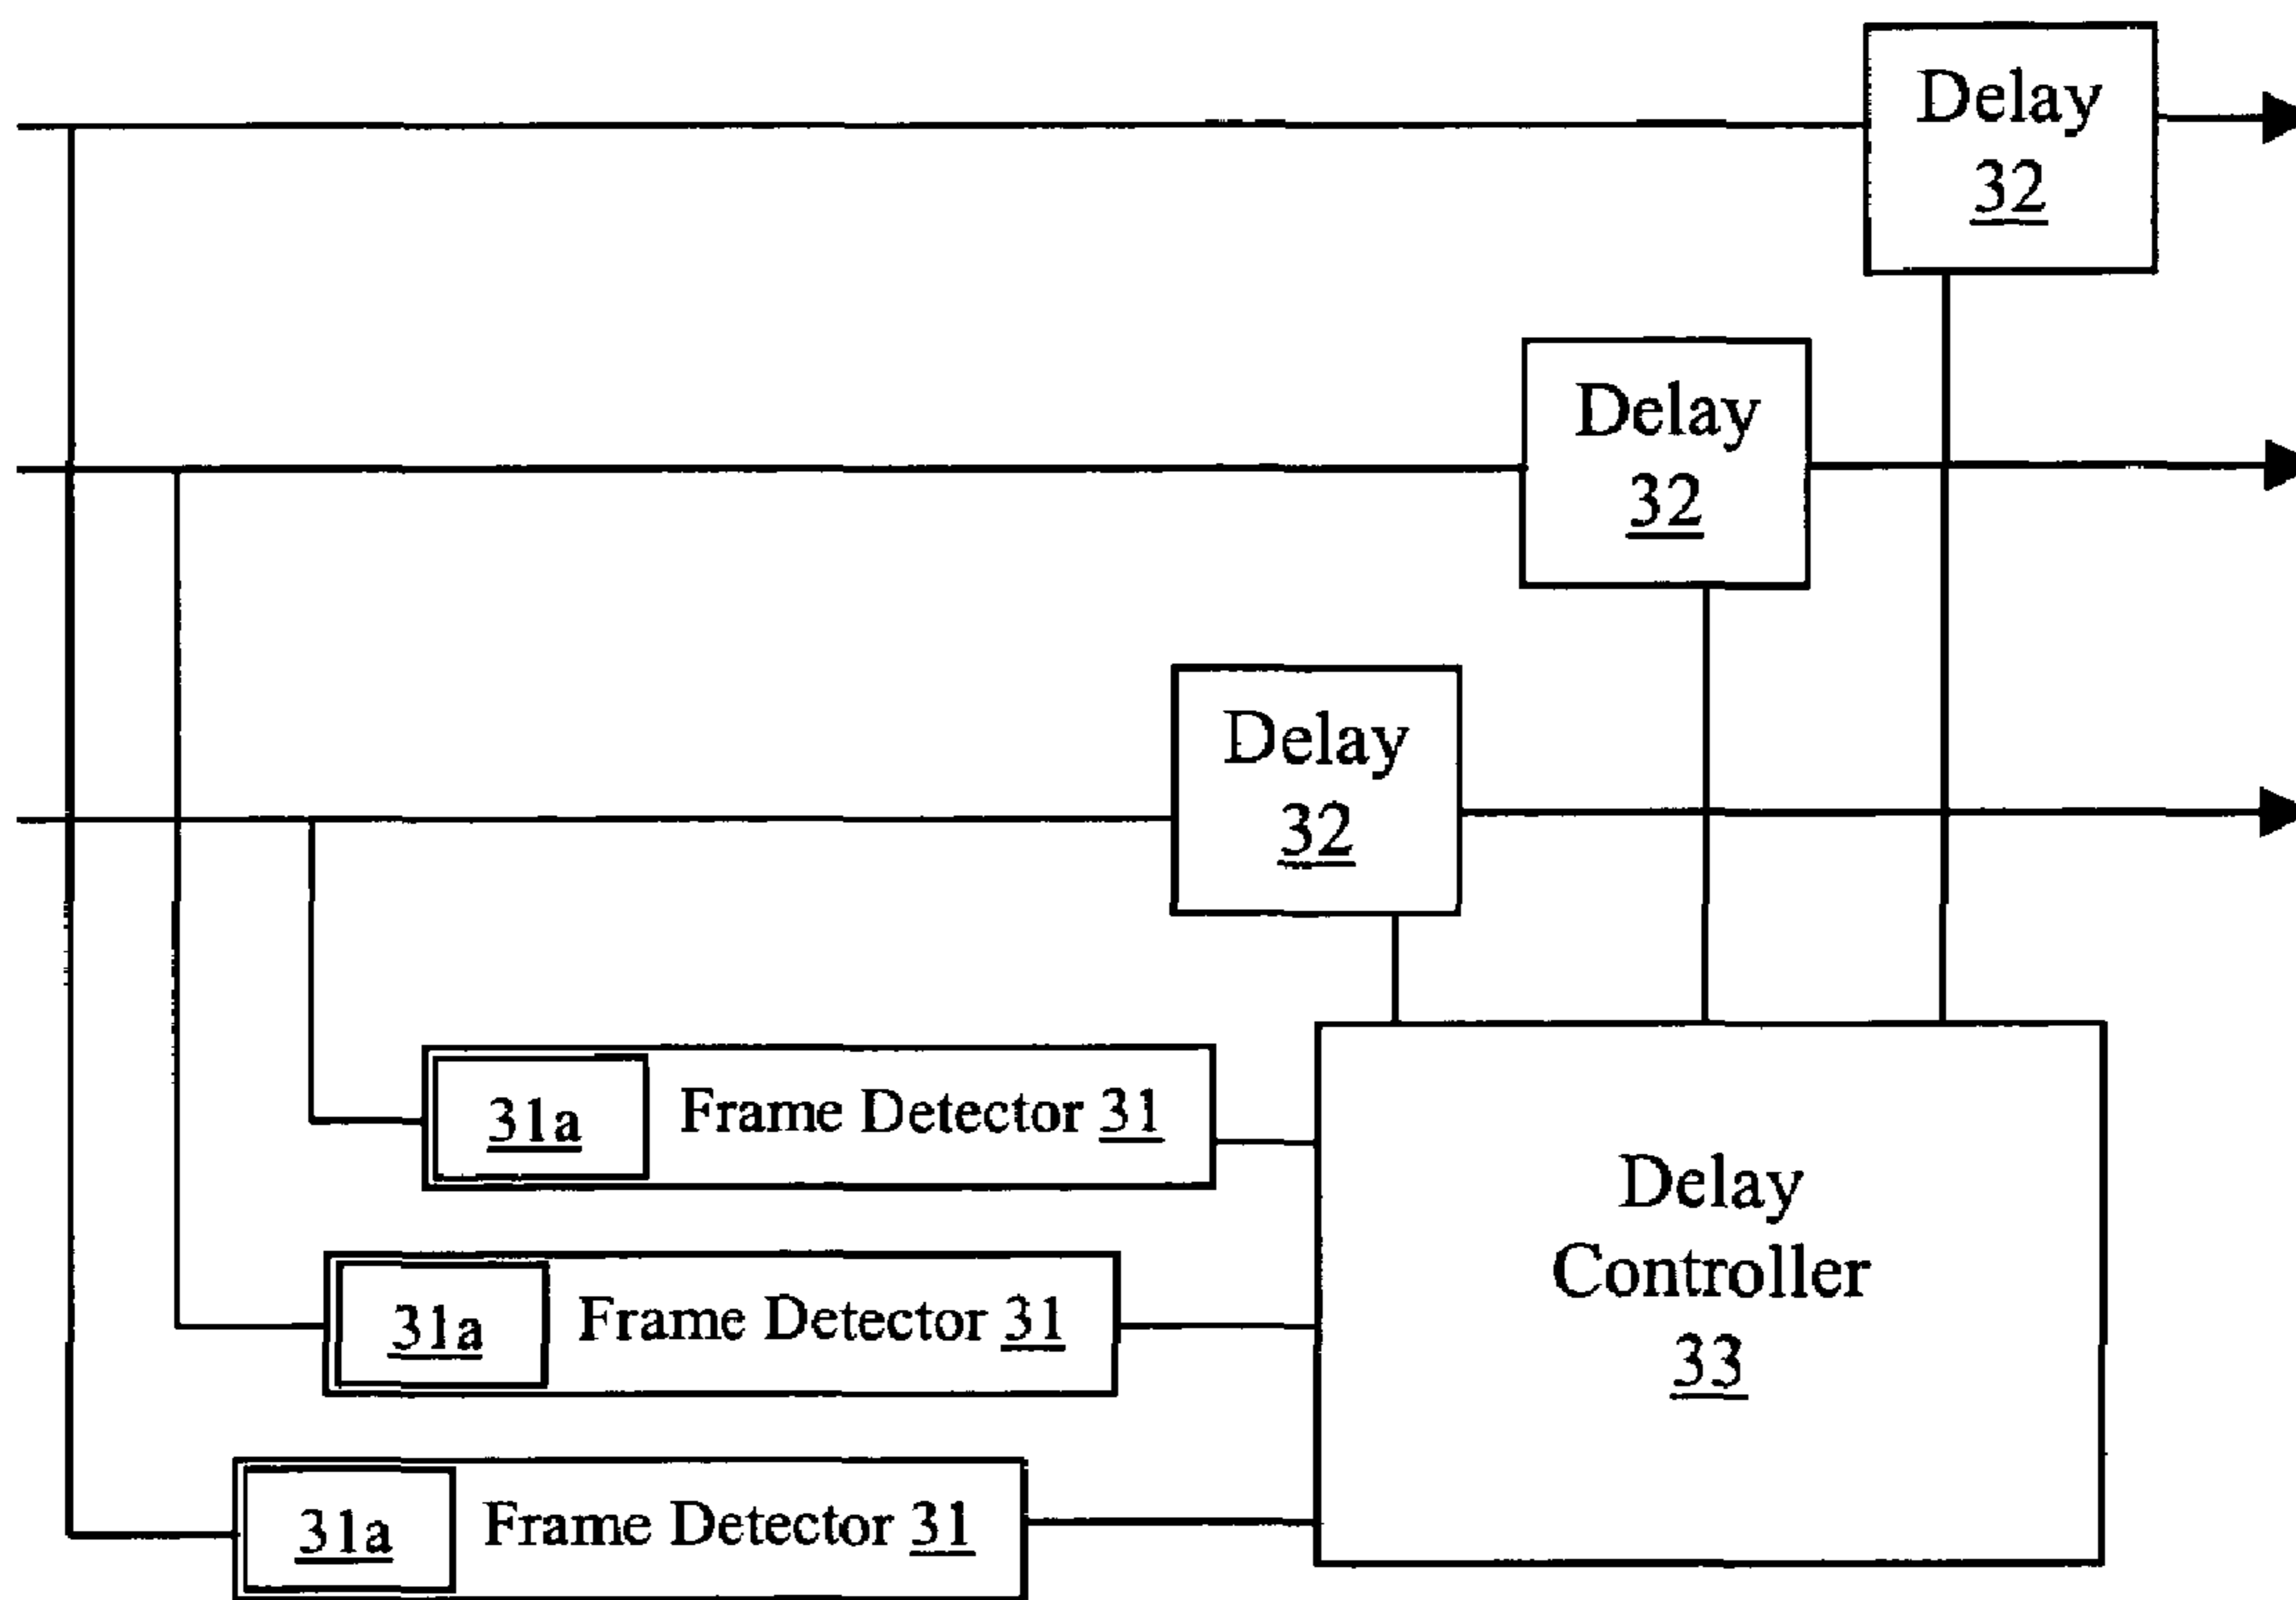 Delay
32
Delay
32
Delay
32
31a
Frame Detector 31
31a
Frame Detector 31
31a
Frame Detector 31
Delay
Controller
33